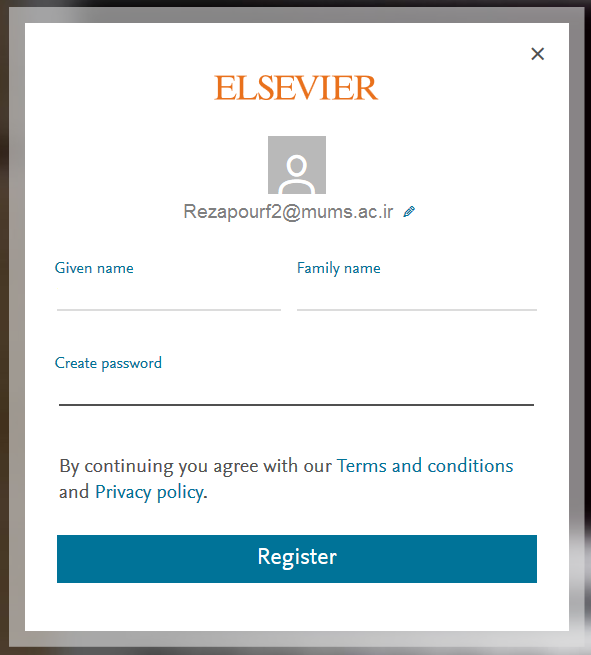 ELSEVIER
Rezapourf2@mums.ac.ir
Given name Family name
Create password
By continuing you agree with our Terms and conditions
and Privacy policy.
Register